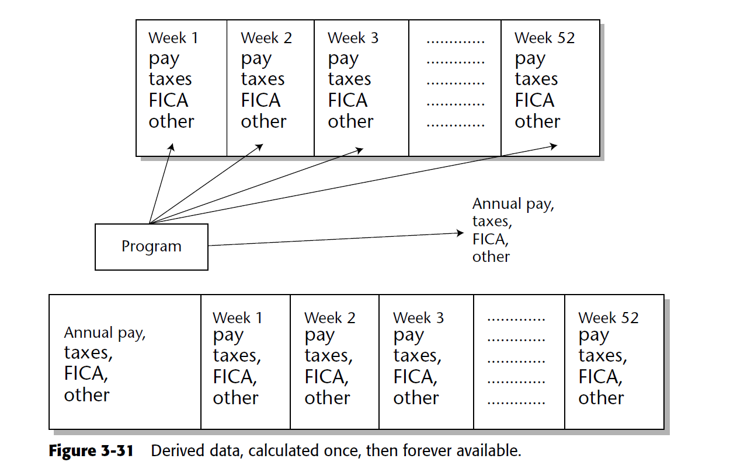 Week 1
pay
taxes
FICA
other
Week 2
pay
taxes
FICA
other
Week 3
pay
taxes
FICA
other
.............
.............
.............
.............
.............
Week 52
pay
taxes
FICA
other
Program
Annual pay,
taxes,
FICA,
other
Annual pay,
taxes,
FICA,
other
Week 1
pay
taxes,
FICA,
other
Week 2
pay
taxes,
FICA,
other
Week 3
pay
taxes,
FICA,
other
.............
.............
.............
.............
.............
Week 52
pay
taxes,
FICA,
other
Figure 3-31 Derived data, calculated once, then forever available.